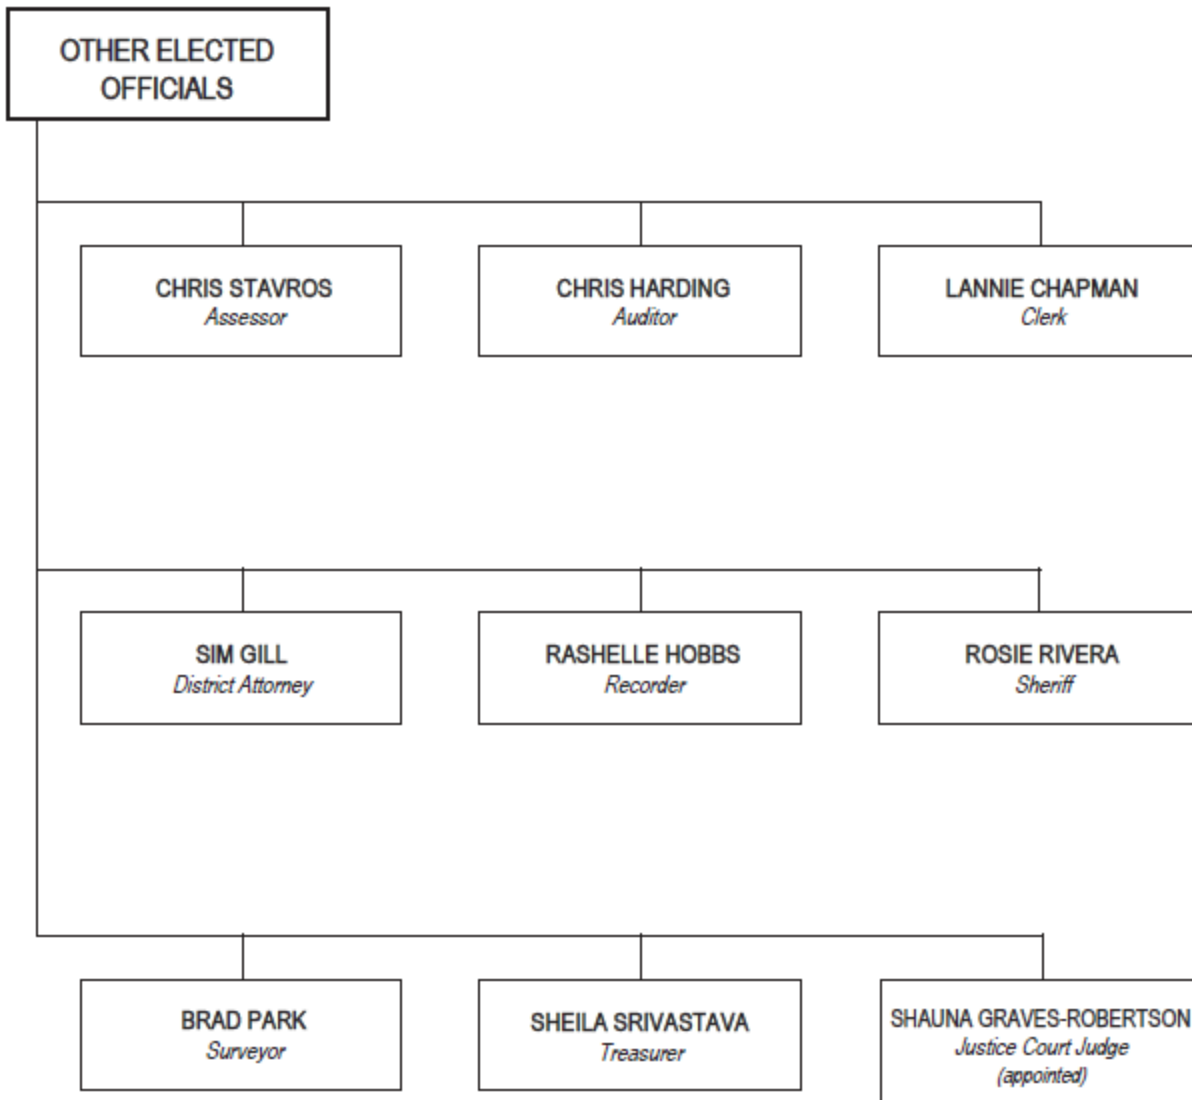 OTHER ELECTED
OFFICIALS
CHRIS STAVROS
Assessor
CHRIS HARDING
Auditor
LANNIE CHAPMAN
Clerk
SIM GILL
District Attorney
RASHELLE HOBBS
Recorder
ROSIE RIVERA
Sheriff
BRAD PARK
Surveyor
SHEILA SRIVASTAVA
Treasurer
SHAUNA GRAVES-ROBERTSON
Justice Court Judge
(appointed)